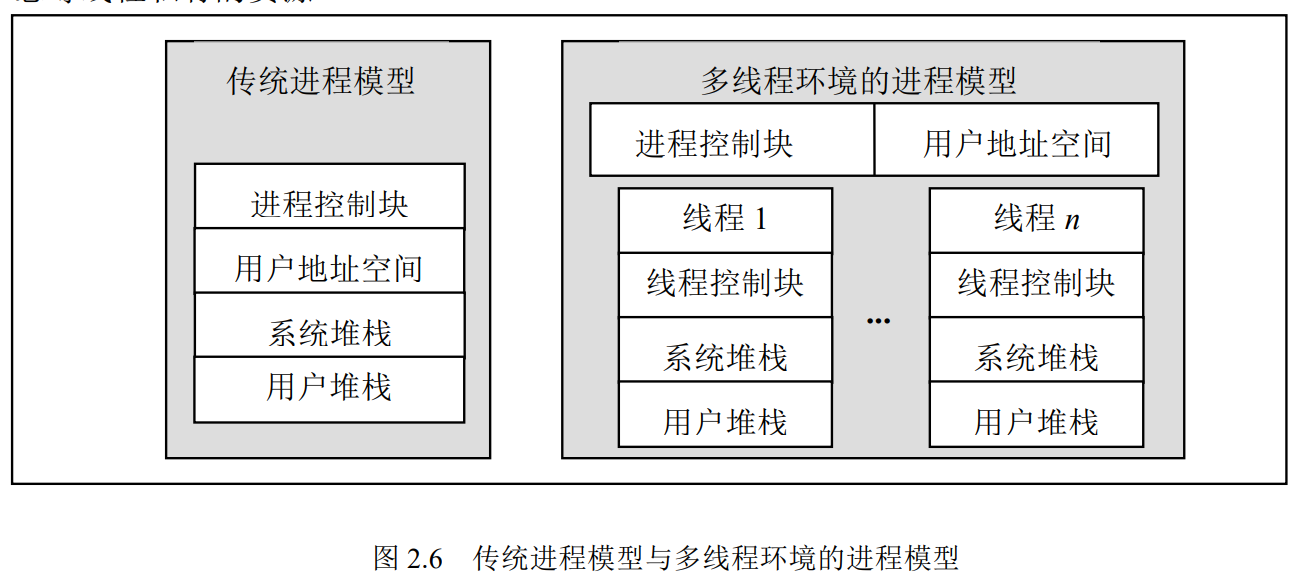 传统进程模型
进程控制块
用户地址空间
系统堆栈
用户堆栈
多线程环境的进程模型
进程控制块
用户地址空间
线程 1
线程控制块
系统堆栈
用户堆栈
...
线程 n
线程控制块
系统堆栈
用户堆栈
图 2.6 传统进程模型与多线程环境的进程模型